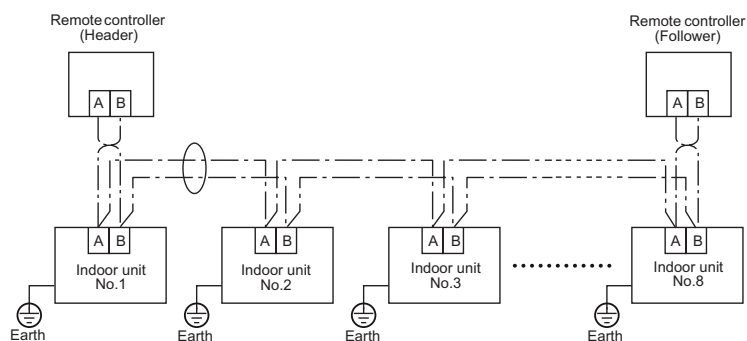 Remote controller
(Header)
Remote controller
(Follower)
A B
A B
A B
A B
A B
A B
Indoor unit
No.1
Indoor unit
No.2
Indoor unit
No.3
Indoor unit
No.8
Earth
Earth
Earth
Earth